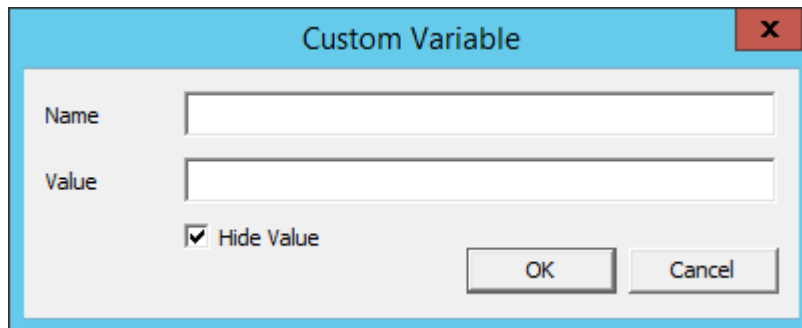 Custom Variable
x
Name
Value
Hide Value
OK
Cancel